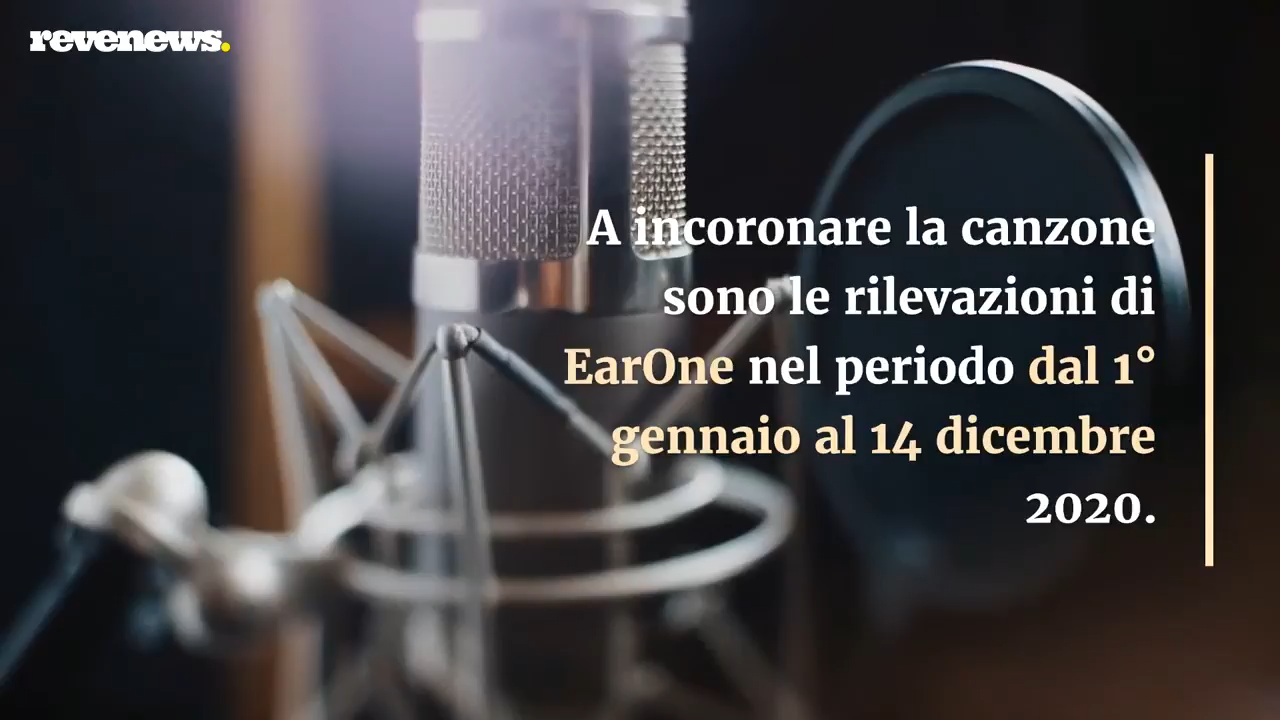 revenews.
A incoronare la canzone
sono le rilevazioni di
EarOne nel periodo dal 1°
gennaio al 14 dicembre
2020.